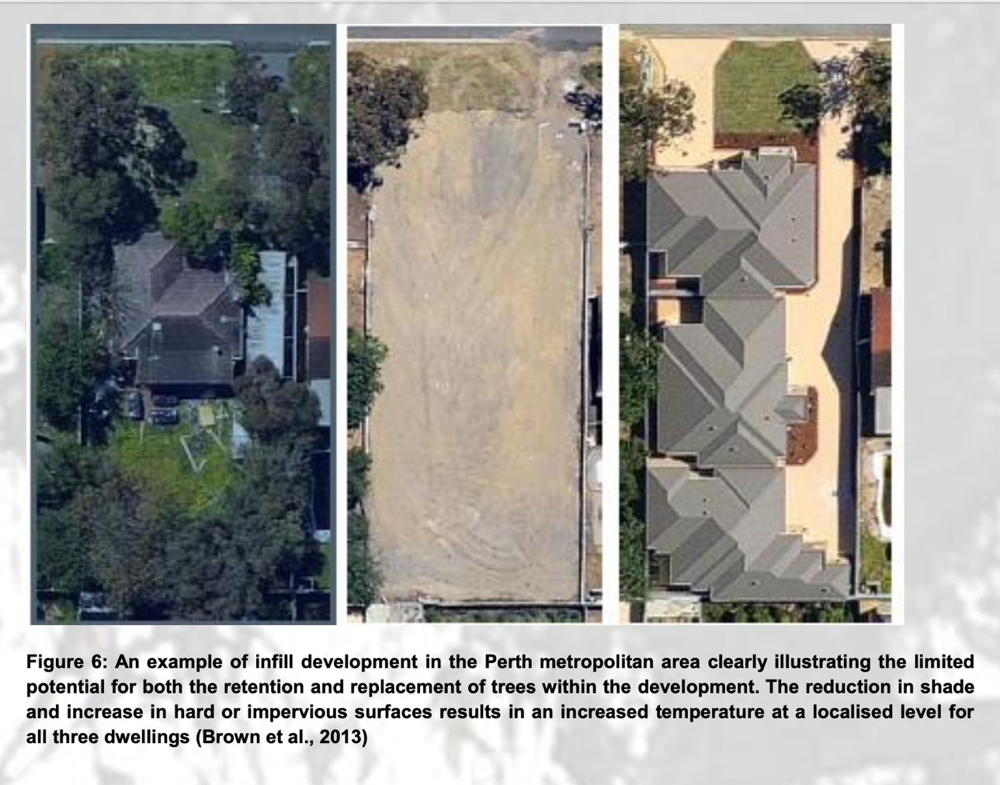 Figure 6: An example of infill development in the Perth metropolitan area clearly illustrating the limited
potential for both the retention and replacement of trees within the development. The reduction in shade
and increase in hard or impervious surfaces results in an increased temperature at a localised level for
all three dwellings (Brown et al., 2013)